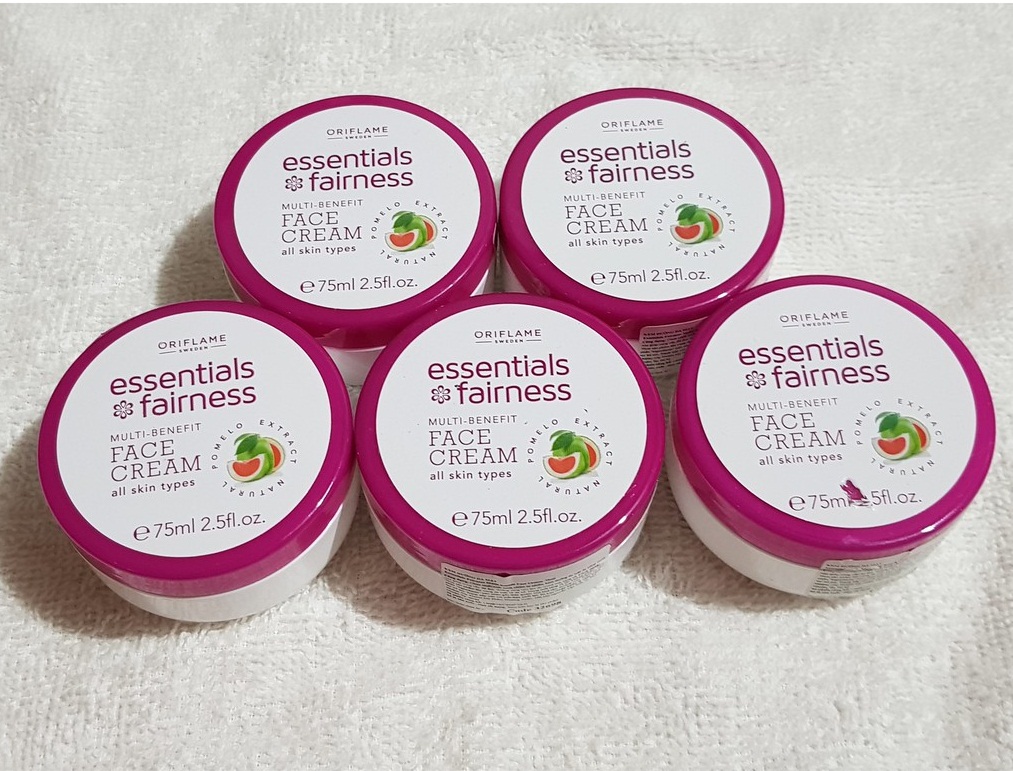 ORIFLAME
SWEDEN
essentials
fairness
MULTI-BENEFIT
FACE
CREAM
all skin types
NATURAL POMELO EXTRACT
℮75ml 2.5fl.oz.
ORIFLAME
SWEDEN
essentials
fairness
MULTI-BENEFIT
FACE
CREAM
all skin types
NATURAL POMELO EXTRACT
℮75ml 2.5fl.oz.
ORIFLAME
SWEDEN
essentials
fairness
MULTI-BENEFIT
FACE
CREAM
all skin types
NATURAL POMELO EXTRACT
℮75ml 2.5fl.oz.
ORIFLAME
SWEDEN
essentials
fairness
MULTI-BENEFIT
FACE
CREAM
all skin types
NATURAL POMELO EXTRACT
℮75ml 2.5fl.oz.
ORIFLAME
SWEDEN
essentials
fairness
MULTI-BENEFIT
FACE
CREAM
all skin types
NATURAL POMELO EXTRACT
℮75m 5fl.oz.